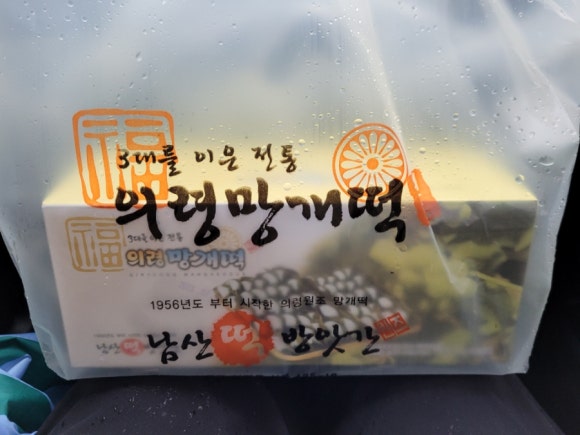 福
3대를 이은 전통
의령망개떡
福
3대를 이은 전통
의령 망개떡
1956년도 부터 시작한 의령원조 망개떡
남산 떡 방앗간
남산 떡